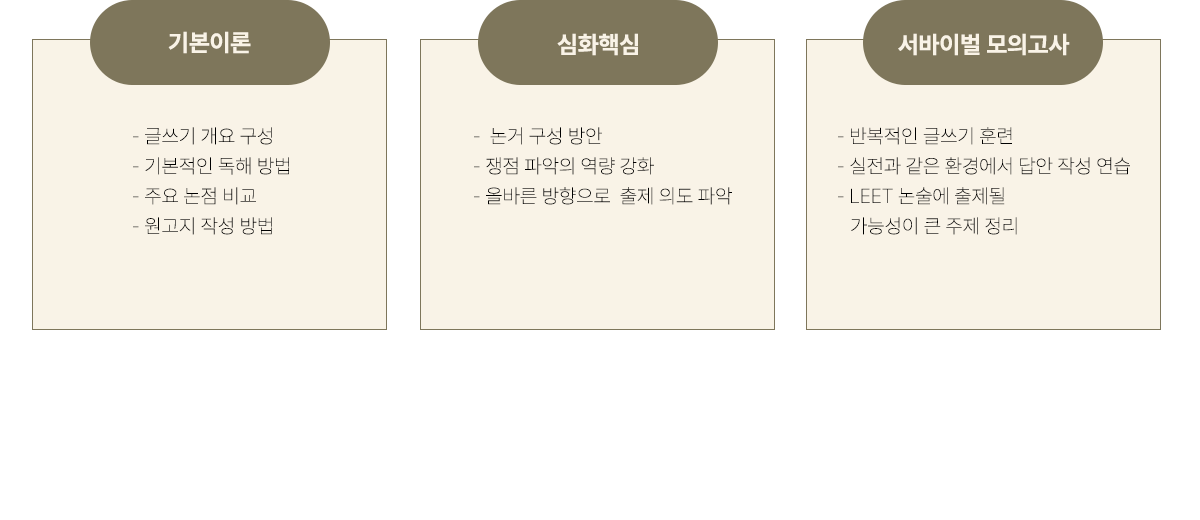 기본이론
- 글쓰기 개요 구성
- 기본적인 독해 방법
- 주요 논점 비교
- 원고지 작성 방법
심화핵심
- 논거 구성 방안
- 쟁점 파악의 역량 강화
- 올바른 방향으로 출제 의도 파악
서바이벌 모의고사
- 반복적인 글쓰기 훈련
- 실전과 같은 환경에서 답안 작성 연습
- LEET 논술에 출제될
가능성이 큰 주제 정리